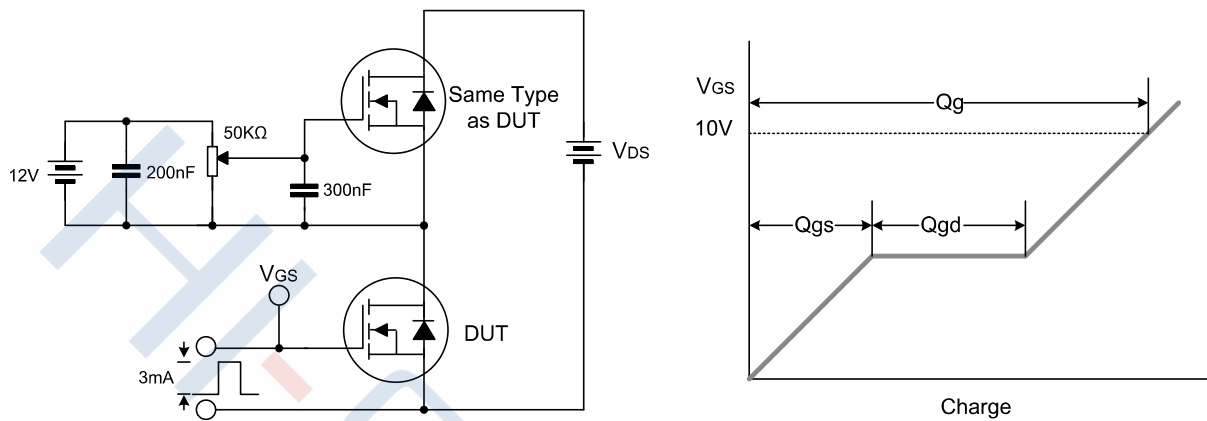 Same Type
as DUT
50KΩ
12V
200nF
300nF
VDS
VGS
DUT
3mA
VGS
10V
Qg
Qgs
Qgd
Charge